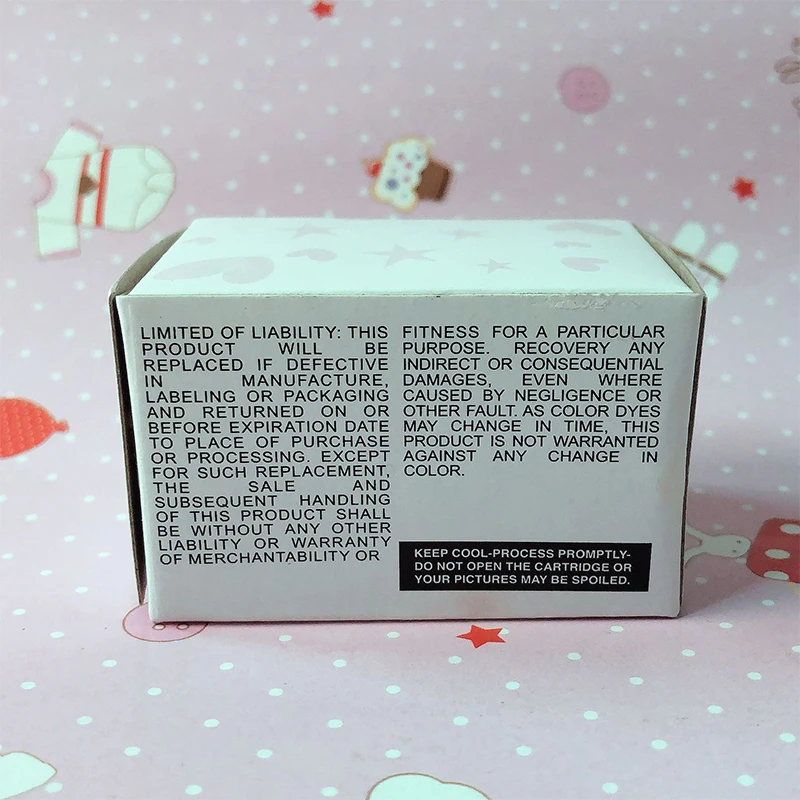 LIMITED OF LIABILITY: THIS
PRODUCT WILL BE
REPLACED IF DEFECTIVE
IN MANUFACTURE,
LABELING OR PACKAGING
AND RETURNED ON OR
BEFORE EXPIRATION DATE
TO PLACE OF PURCHASE
OR PROCESSING. EXCEPT
FOR SUCH REPLACEMENT,
THE SALE AND
SUBSEQUENT HANDLING
OF THIS PRODUCT SHALL
BE WITHOUT ANY OTHER
LIABILITY OR WARRANTY
OF MERCHANTABILITY OR
FITNESS FOR A PARTICULAR
PURPOSE. RECOVERY ANY
INDIRECT OR CONSEQUENTIAL
DAMAGES, EVEN WHERE
CAUSED BY NEGLIGENCE OR
OTHER FAULT. AS COLOR DYES
MAY CHANGE IN TIME, THIS
PRODUCT IS NOT WARRANTED
AGAINST ANY CHANGE IN
COLOR.
KEEP COOL-PROCESS PROMPTLY-
DO NOT OPEN THE CARTRIDGE OR
YOUR PICTURES MAY BE SPOILED.